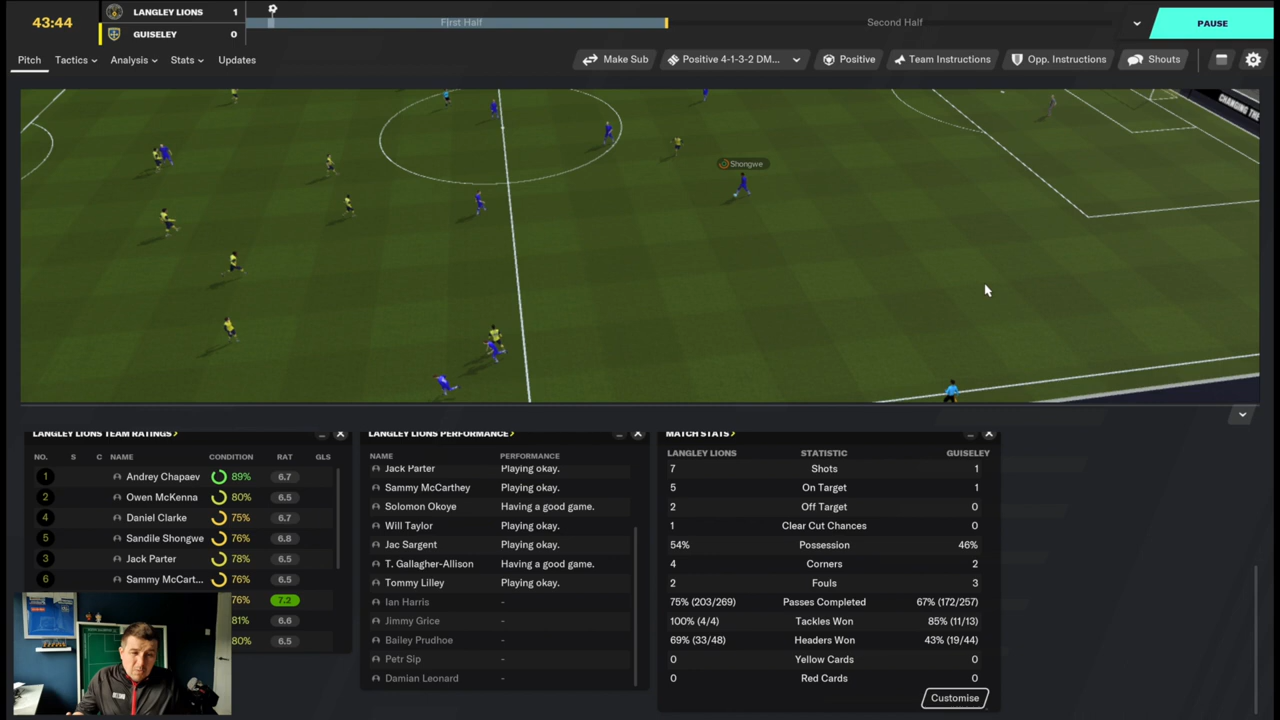 43:44
LANGLEY LIONS 1
GUISELEY 0
First Half
Second Half
PAUSE
Pitch Tactics Analysis Stats Updates
Make Sub
Positive 4-1-3-2 DM...
Positive
Team Instructions
Opp. Instructions
Shouts
CHANGING THE
Shongwe
LANGLEY LIONS TEAM RATINGS
NO. S C NAME CONDITION RAT GLS
1 Andrey Chapaev 89% 6.7
2 Owen McKenna 80% 6.5
4 Daniel Clarke 75% 6.7
5 Sandile Shongwe 76% 6.8
3 Jack Parter 78% 6.5
6 Sammy McCart... 76% 6.5
76% 7.2
81% 6.6
80% 6.5
LANGLEY LIONS PERFORMANCE
NAME PERFORMANCE
Jack Parter Playing okay.
Sammy McCarthey Playing okay.
Solomon Okoye Having a good game.
Will Taylor Playing okay.
Jac Sargent Playing okay.
T. Gallagher-Allison Having a good game.
Tommy Lilley Playing okay.
Ian Harris -
Jimmy Grice -
Bailey Prudhoe -
Petr Sip -
Damian Leonard -
MATCH STATS
LANGLEY LIONS STATISTIC GUISELEY
7 Shots 1
5 On Target 1
2 Off Target 0
1 Clear Cut Chances 0
54% Possession 46%
4 Corners 2
2 Fouls 3
75% (203/269) Passes Completed 67% (172/257)
100% (4/4) Tackles Won 85% (11/13)
69% (33/48) Headers Won 43% (19/44)
0 Yellow Cards 0
0 Red Cards 0
Customise